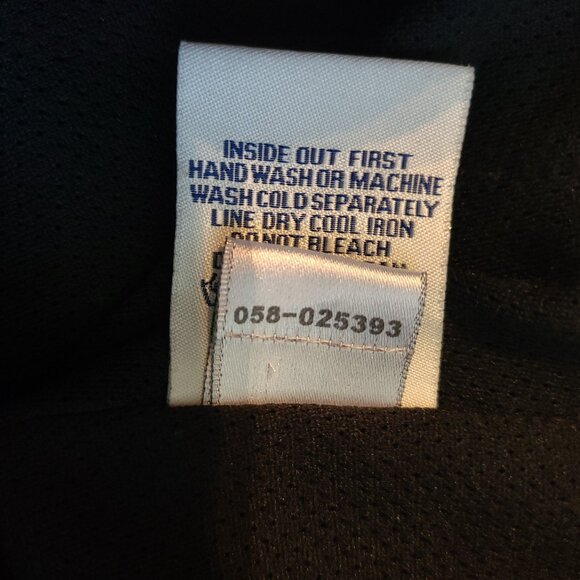 INSIDE OUT FIRST
HAND WASH OR MACHINE
WASH COLD SEPARATELY
LINE DRY COOL IRON
DO NOT BLEACH
058-025393